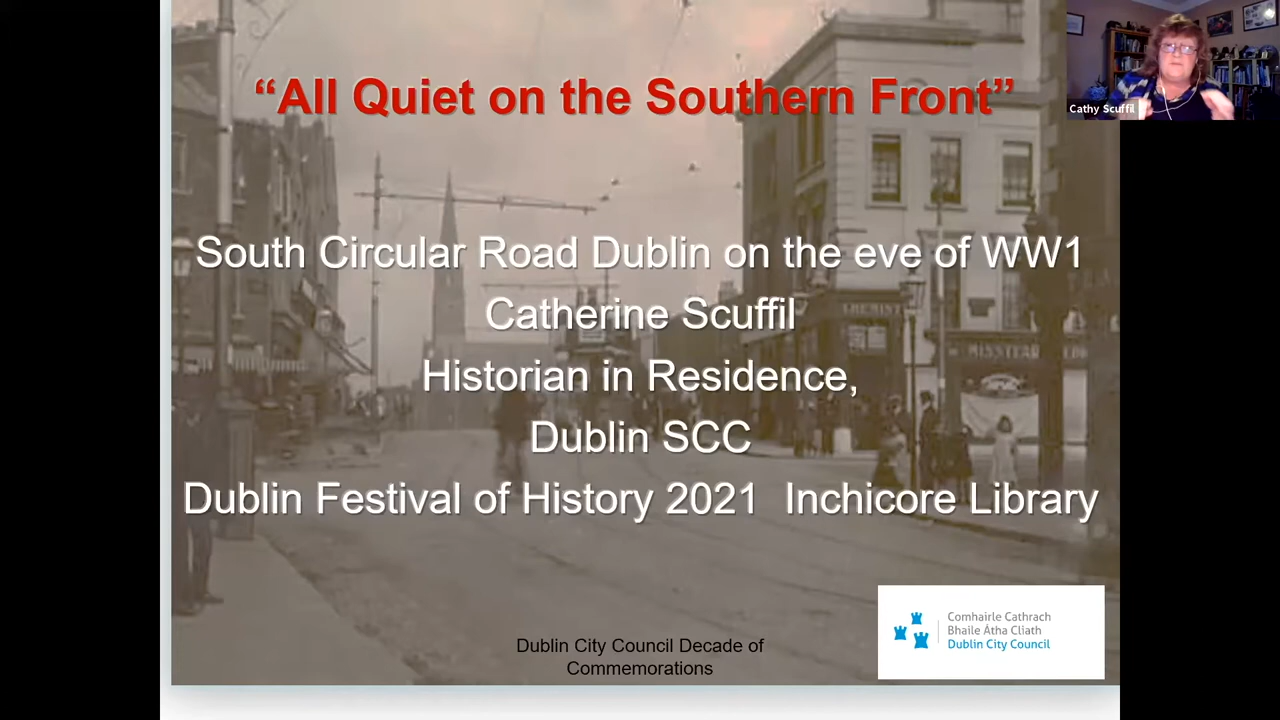 “All Quiet on the Southern Front”
Cathy Scuffil
South Circular Road Dublin on the eve of WW1
Catherine Scuffil
CHEMIST
Historian in Residence,
Dublin SCC
Dublin Festival of History 2021 Inchicore Library
Comhairle Cathrach
Bhaile Átha Cliath
Dublin City Council
Dublin City Council Decade of
Commemorations